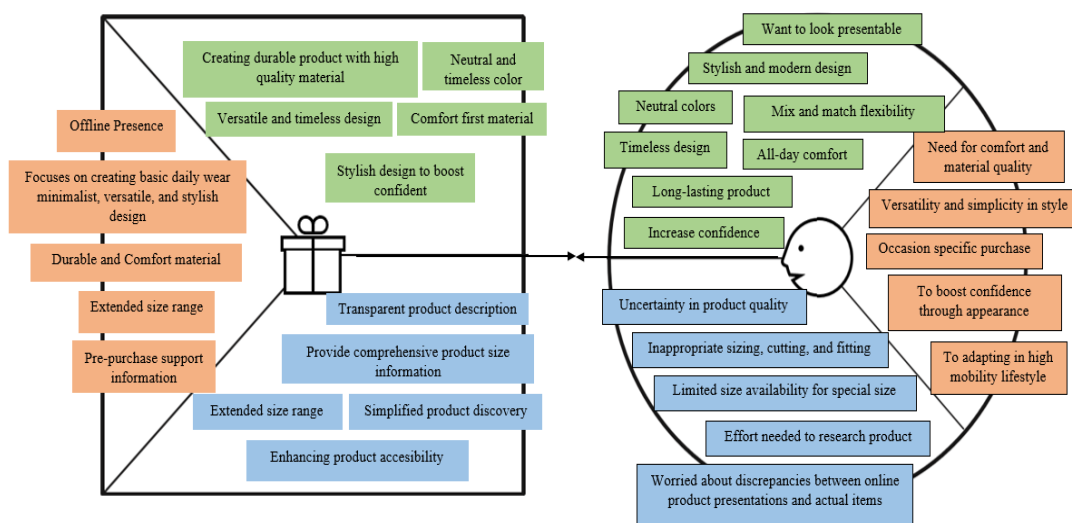 Creating durable product with high
quality material
Neutral and
timeless color
Versatile and timeless design
Comfort first material
Stylish design to boost
confident
Offline Presence
Focuses on creating basic daily wear
minimalist, versatile, and stylish
design
Durable and Comfort material
Extended size range
Pre-purchase support
information
Transparent product description
Provide comprehensive product size
information
Extended size range
Simplified product discovery
Enhancing product accesibility
Want to look presentable
Stylish and modern design
Neutral colors
Mix and match flexibility
Timeless design
All-day comfort
Long-lasting product
Increase confidence
Need for comfort and
material quality
Versatility and simplicity in style
Occasion specific purchase
To boost confidence
through appearance
To adapting in high
mobility lifestyle
Uncertainty in product quality
Inappropriate sizing, cutting, and fitting
Limited size availability for special size
Effort needed to research product
Worried about discrepancies between online
product presentations and actual items